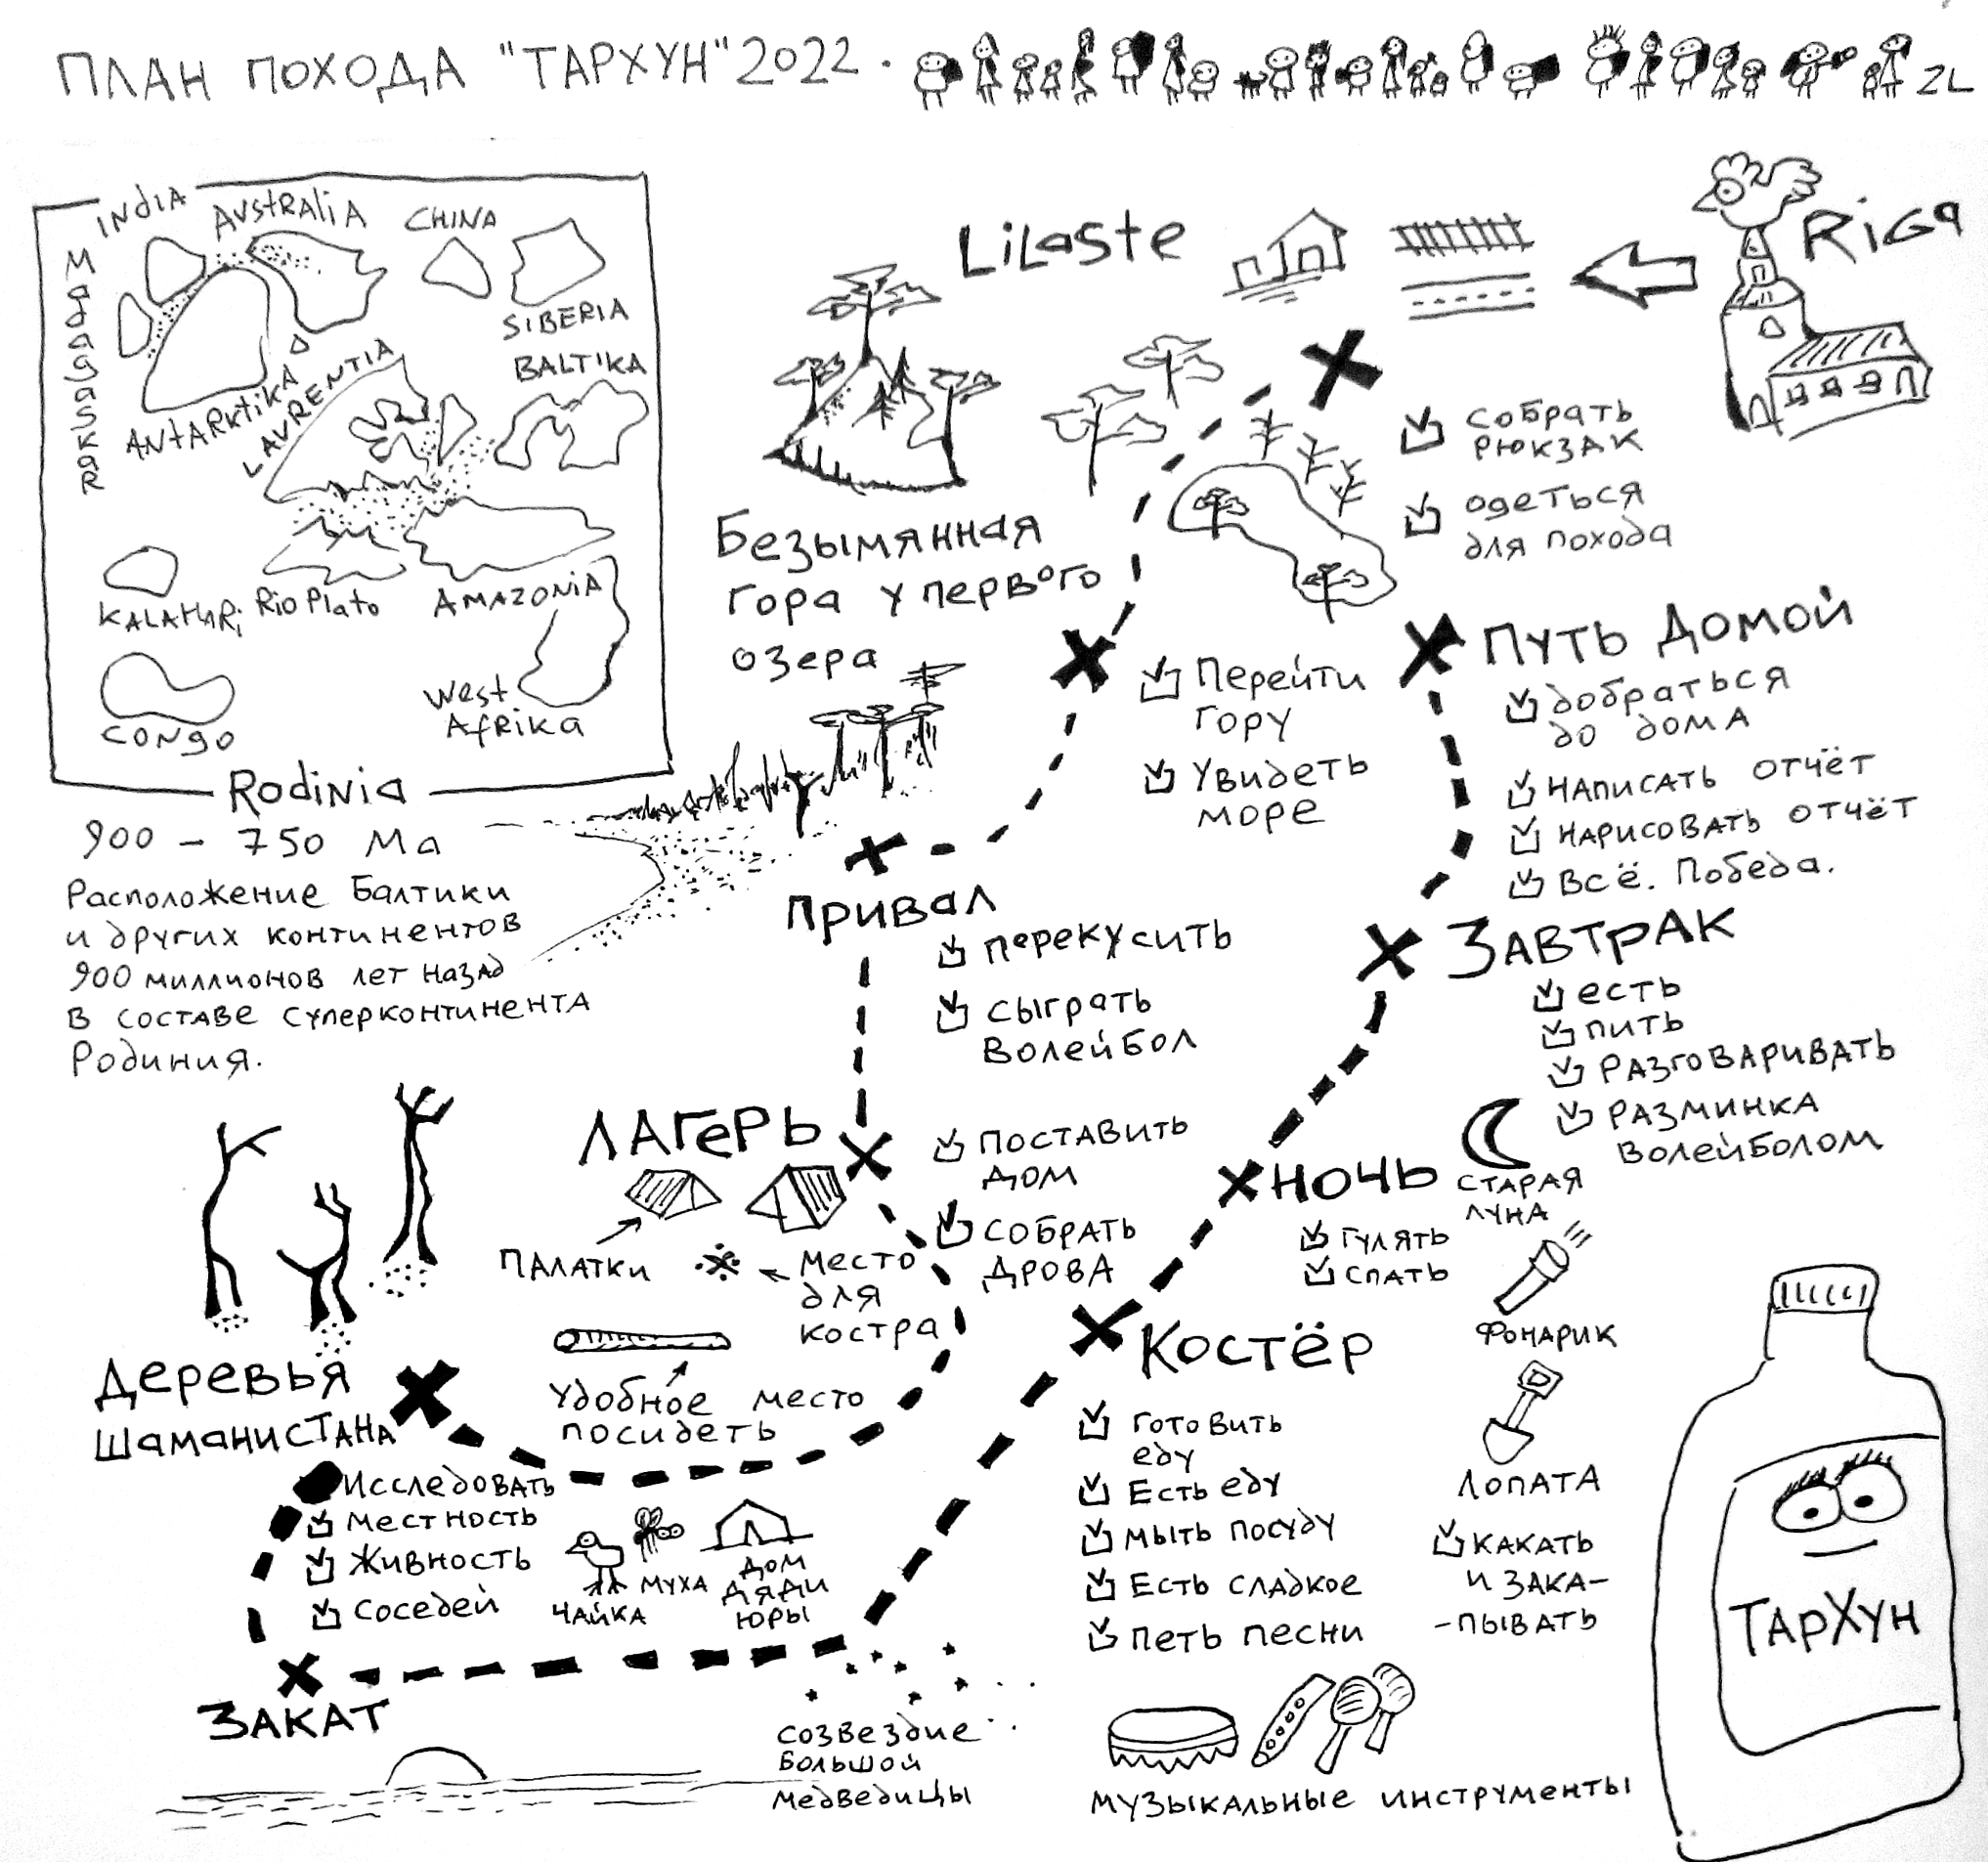 ПЛАН ПОХОДА "ТАРХУН" 2022.
ZL
INdiA
AVstRALiA
CHINA
Madagaskar
SIBERIA
BALTIKA
ANtARKtikA
LAVRENTIA
KALAHARi
Rio Plato
AMAZONiA
West
Afrika
CONgo
Rodinia
900 – 750 Ma
Расположение Балтики
и других континентов
900 миллионов лет назад
в составе суперконтинента
Родиния.
LiLaste
RiGa
Собрать
рюкзак
одеться
для похода
Безымянная
гора у первого
озера
Перейти
гору
Увидеть
море
Привал
перекусить
сыграть
волейбол
ЛАГЕРЬ
Поставить
дом
Собрать
дрова
Палатки
Место
для
костра
Удобное место
посидеть
Деревья
Шаманистана
Исследовать
местность
живность
соседей
чайка
муха
дом
дяди
Юры
ЗАКАТ
созвездие
большой
медведицы
Костёр
готовить
еду
Есть еду
мыть посуду
Есть сладкое
Петь песни
музыкальные инструменты
НОЧЬ
СТАРАЯ
ЛУНА
Гулять
Спать
Фонарик
Лопата
какать
и зака-
-пывать
Завтрак
есть
пить
разговаривать
разминка
волейболом
Путь домой
добраться
до дома
написать отчёт
нарисовать отчёт
Всё. Победа.
ТарХун